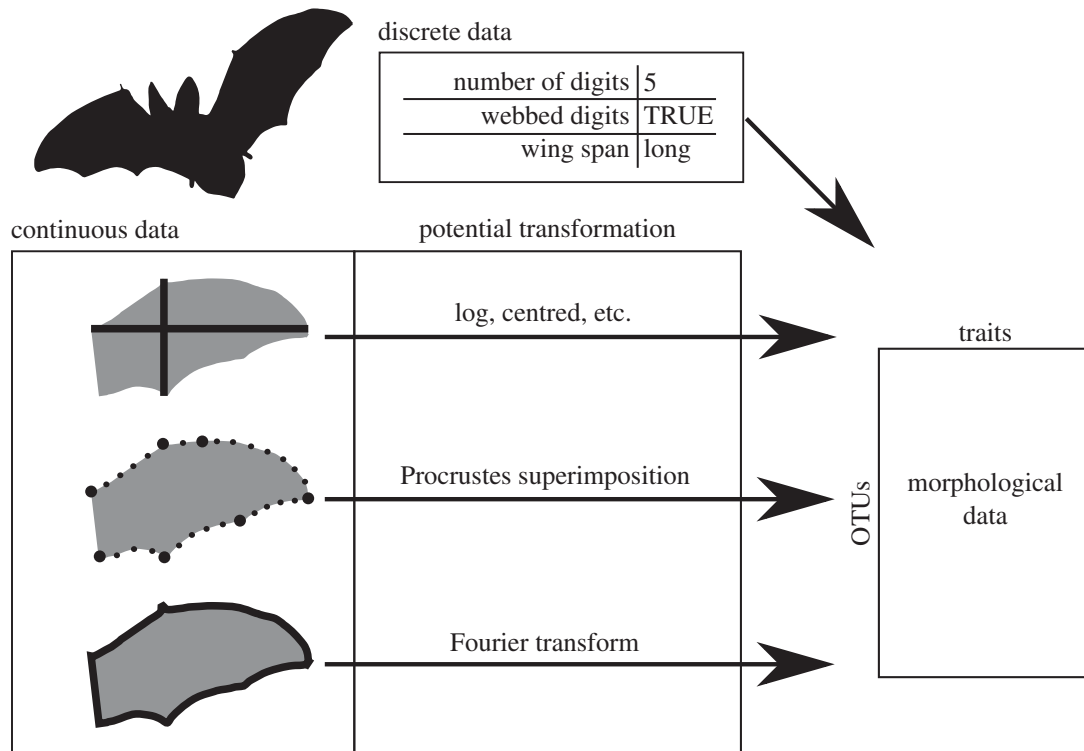 discrete data
number of digits 5
webbed digits TRUE
wing span long
continuous data
potential transformation
log, centred, etc.
Procrustes superimposition
Fourier transform
traits
OTUs
morphological
data